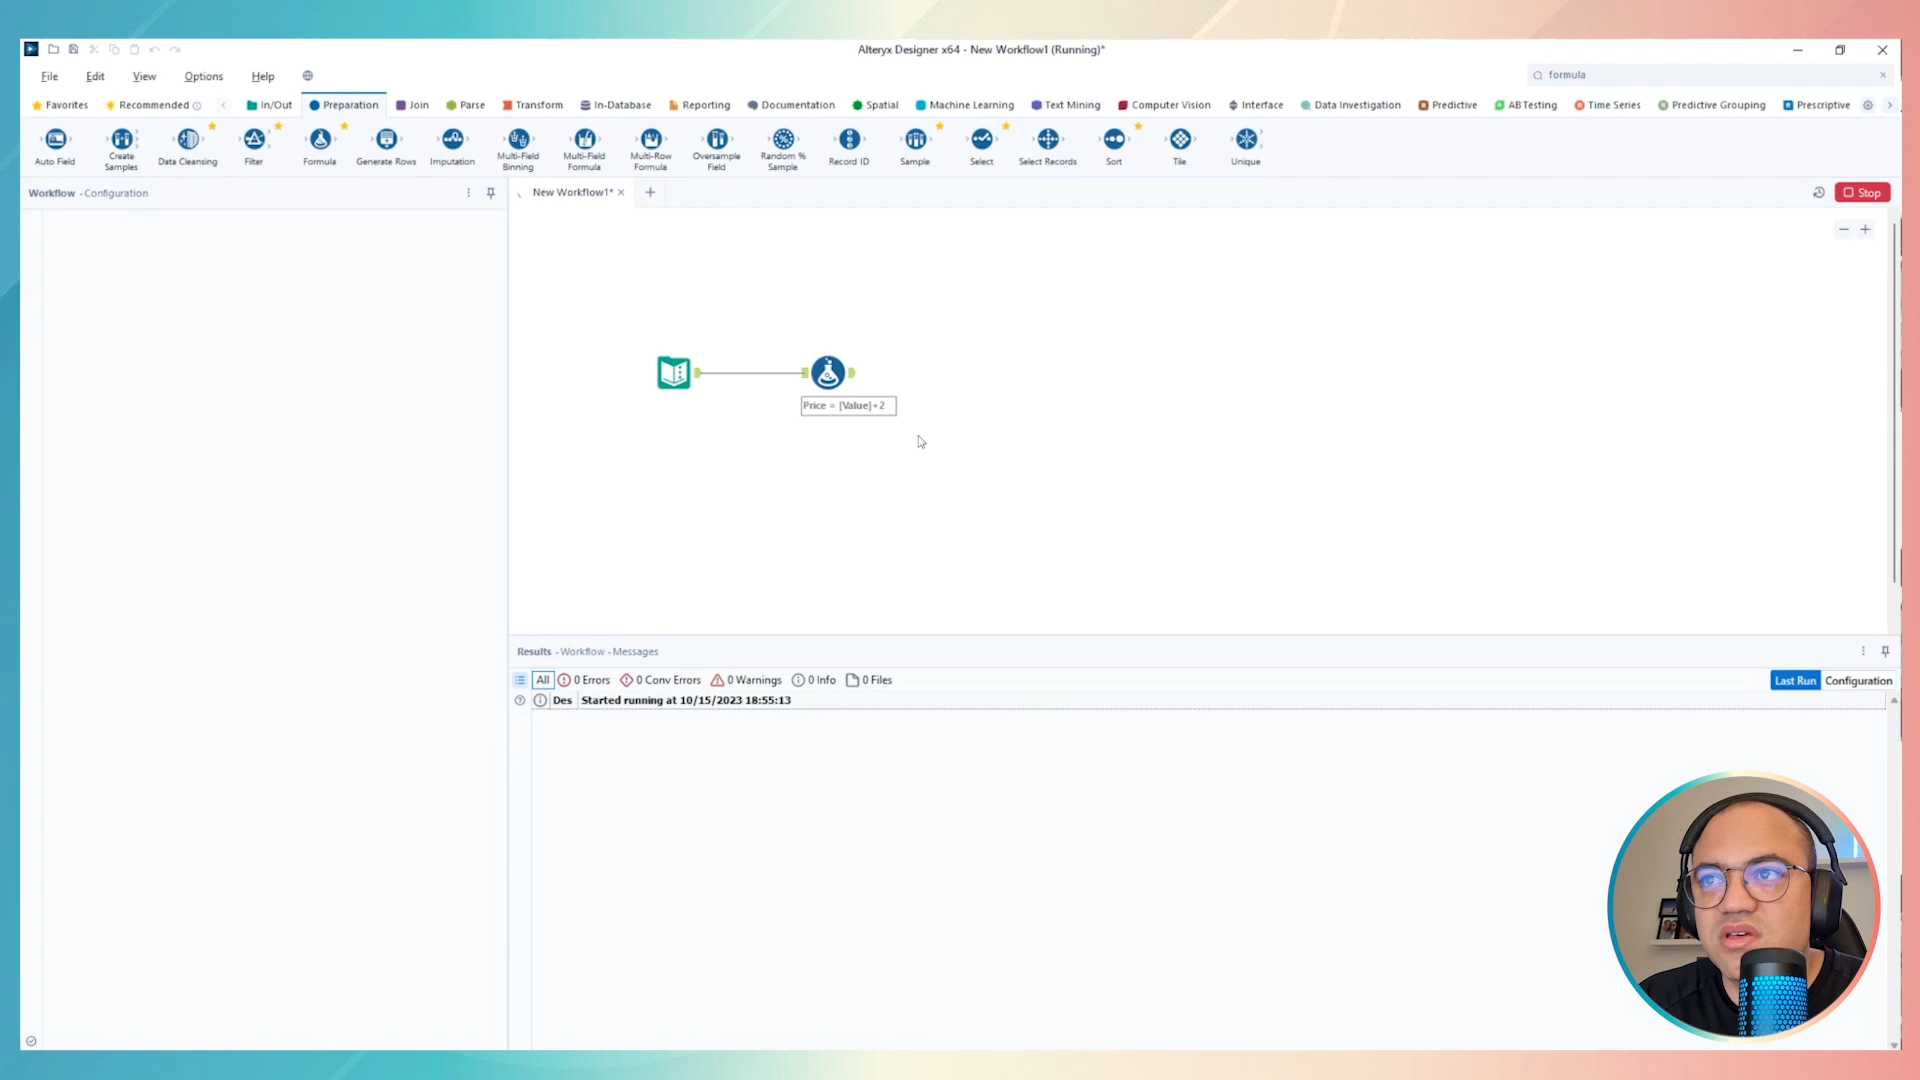 Alteryx Designer x64 - New Workflow1 (Running)*
File Edit View Options Help
formula
Favorites Recommended In/Out Preparation Join Parse Transform In-Database Reporting Documentation Spatial Machine Learning Text Mining Computer Vision Interface Data Investigation Predictive AB Testing Time Series Predictive Grouping Prescriptive
Auto Field Create Samples Data Cleansing Filter Formula Generate Rows Imputation Multi-Field Binning Multi-Field Formula Multi-Row Formula Oversample Field Random % Sample Record ID Sample Select Select Records Sort Tile Unique
Workflow - Configuration
New Workflow1*
Stop
Price = [Value]+2
Results - Workflow - Messages
All 0 Errors 0 Conv Errors 0 Warnings 0 Info 0 Files
Last Run Configuration
Des Started running at 10/15/2023 18:55:13